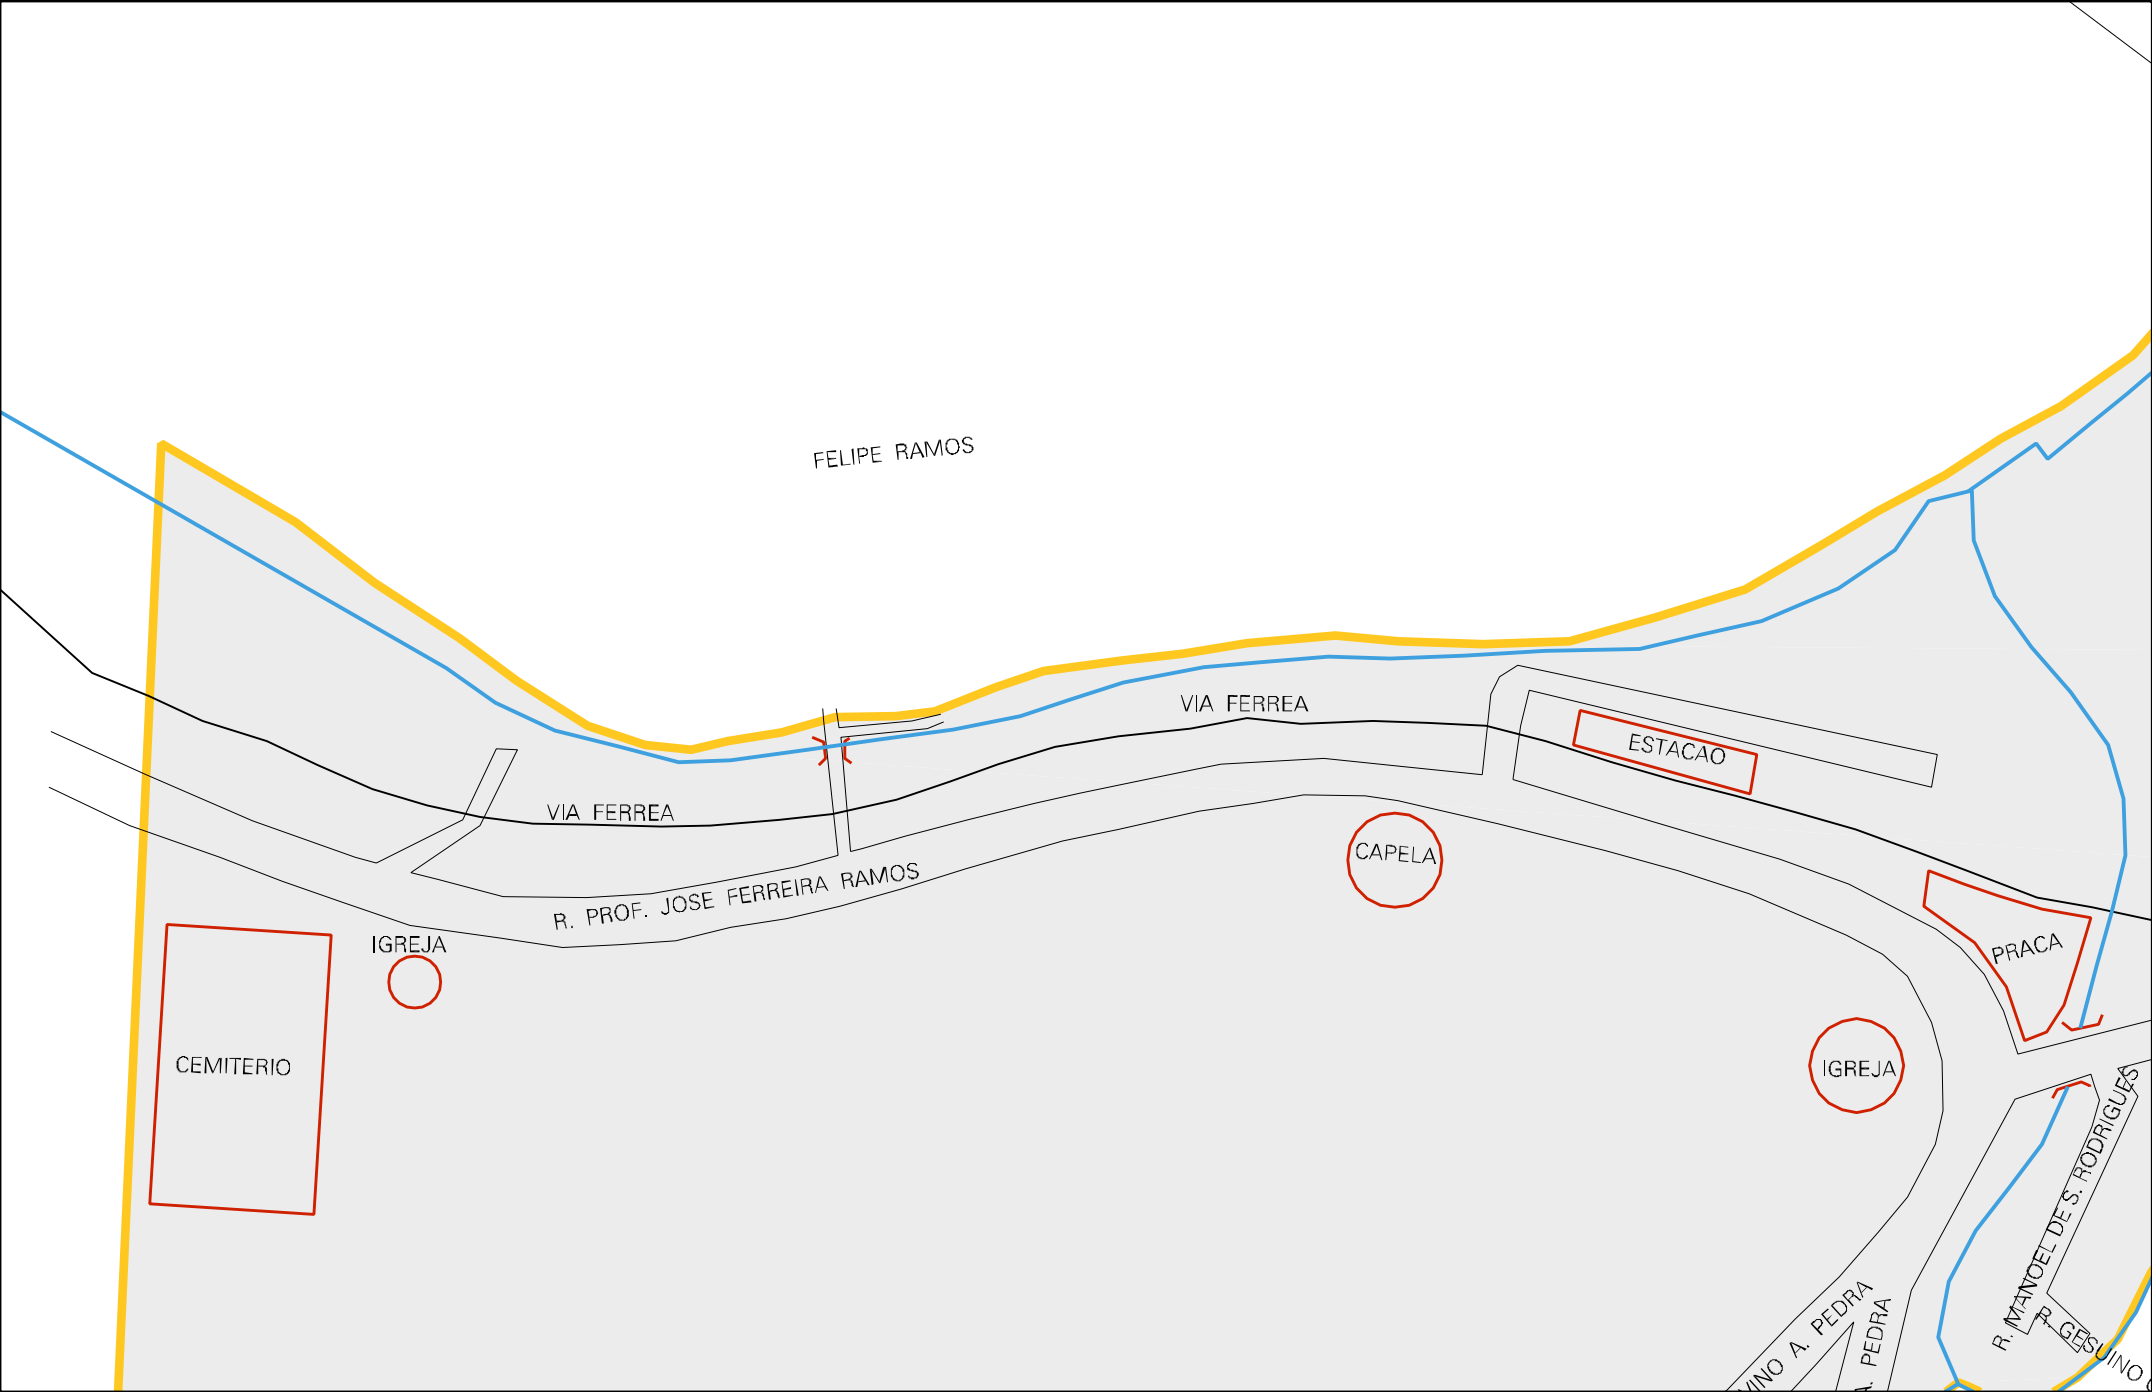 FELIPE RAMOS
VIA FERREA
ESTACAO
VIA FERREA
CAPELA
R. PROF. JOSE FERREIRA RAMOS
IGREJA
PRACA
CEMITERIO
IGREJA
R. MANOEL DE S. RODRIGUES
A. PEDRA
A. PEDRA
R. GESUINO